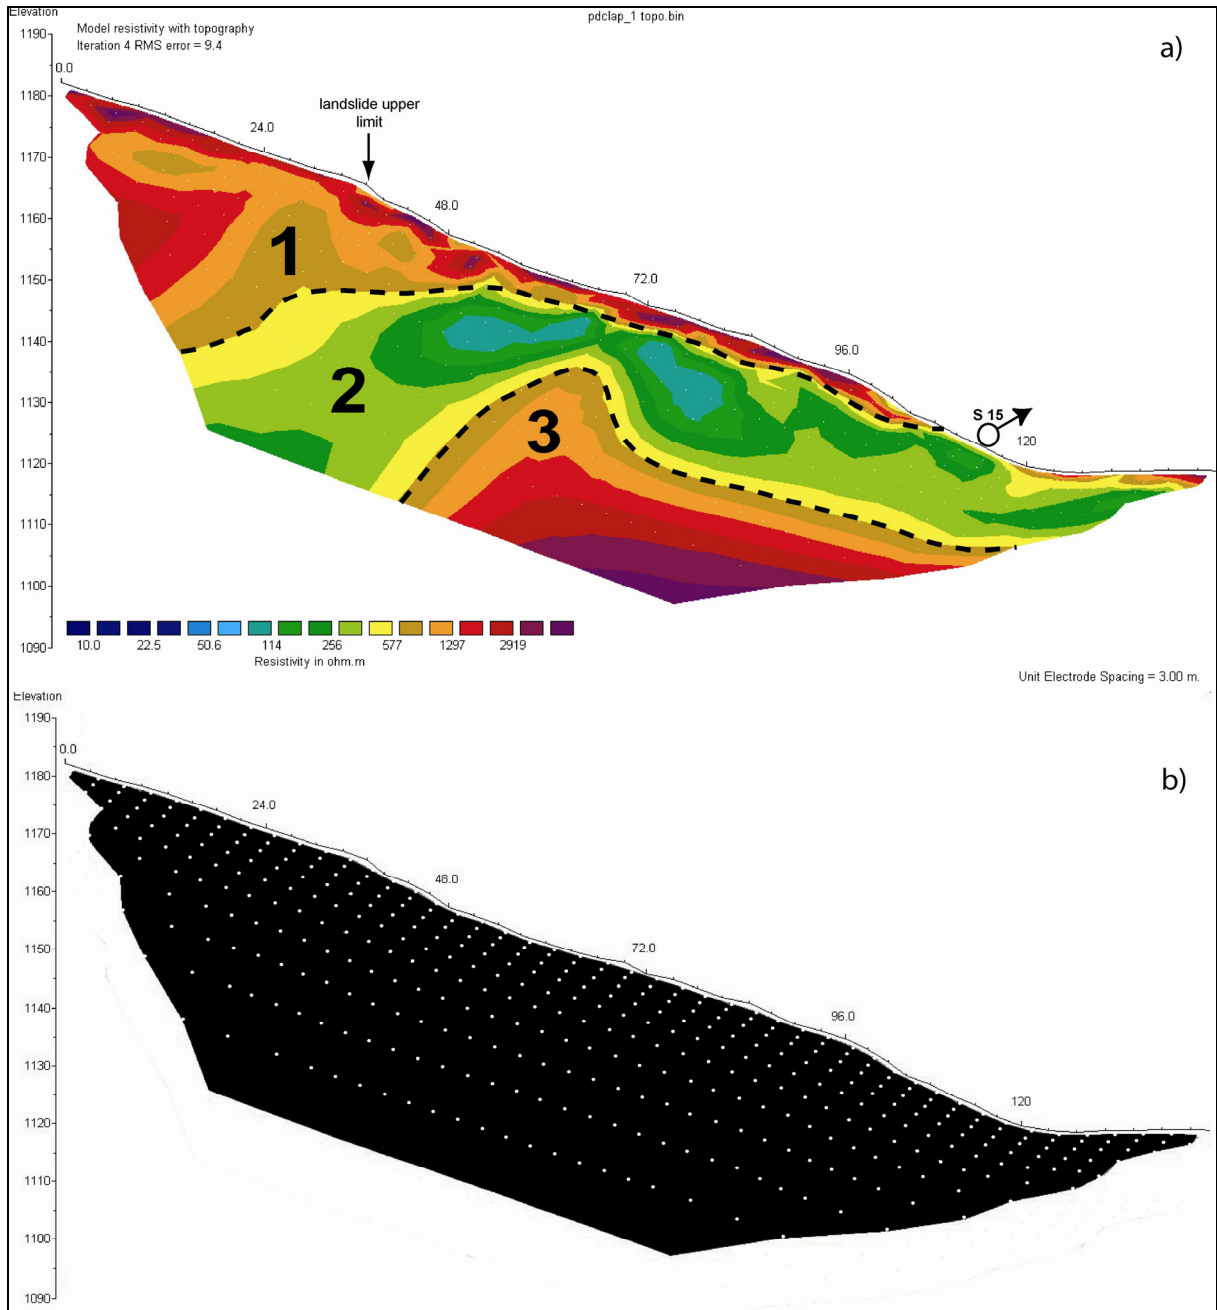 Elevation
pdclap_1 topo.bin
Model resistivity with topography
Iteration 4 RMS error = 9.4
a)
1190
1180
1170
1160
1150
1140
1130
1120
1110
1100
1090
0.0
24.0
landslide upper
limit
48.0
72.0
96.0
S 15
120
1
2
3
10.0 22.5 50.6 114 256 577 1297 2919
Resistivity in ohm.m
Unit Electrode Spacing = 3.00 m.
Elevation
b)
1190
1180
1170
1160
1150
1140
1130
1120
1110
1100
1090
0.0
24.0
48.0
72.0
96.0
120